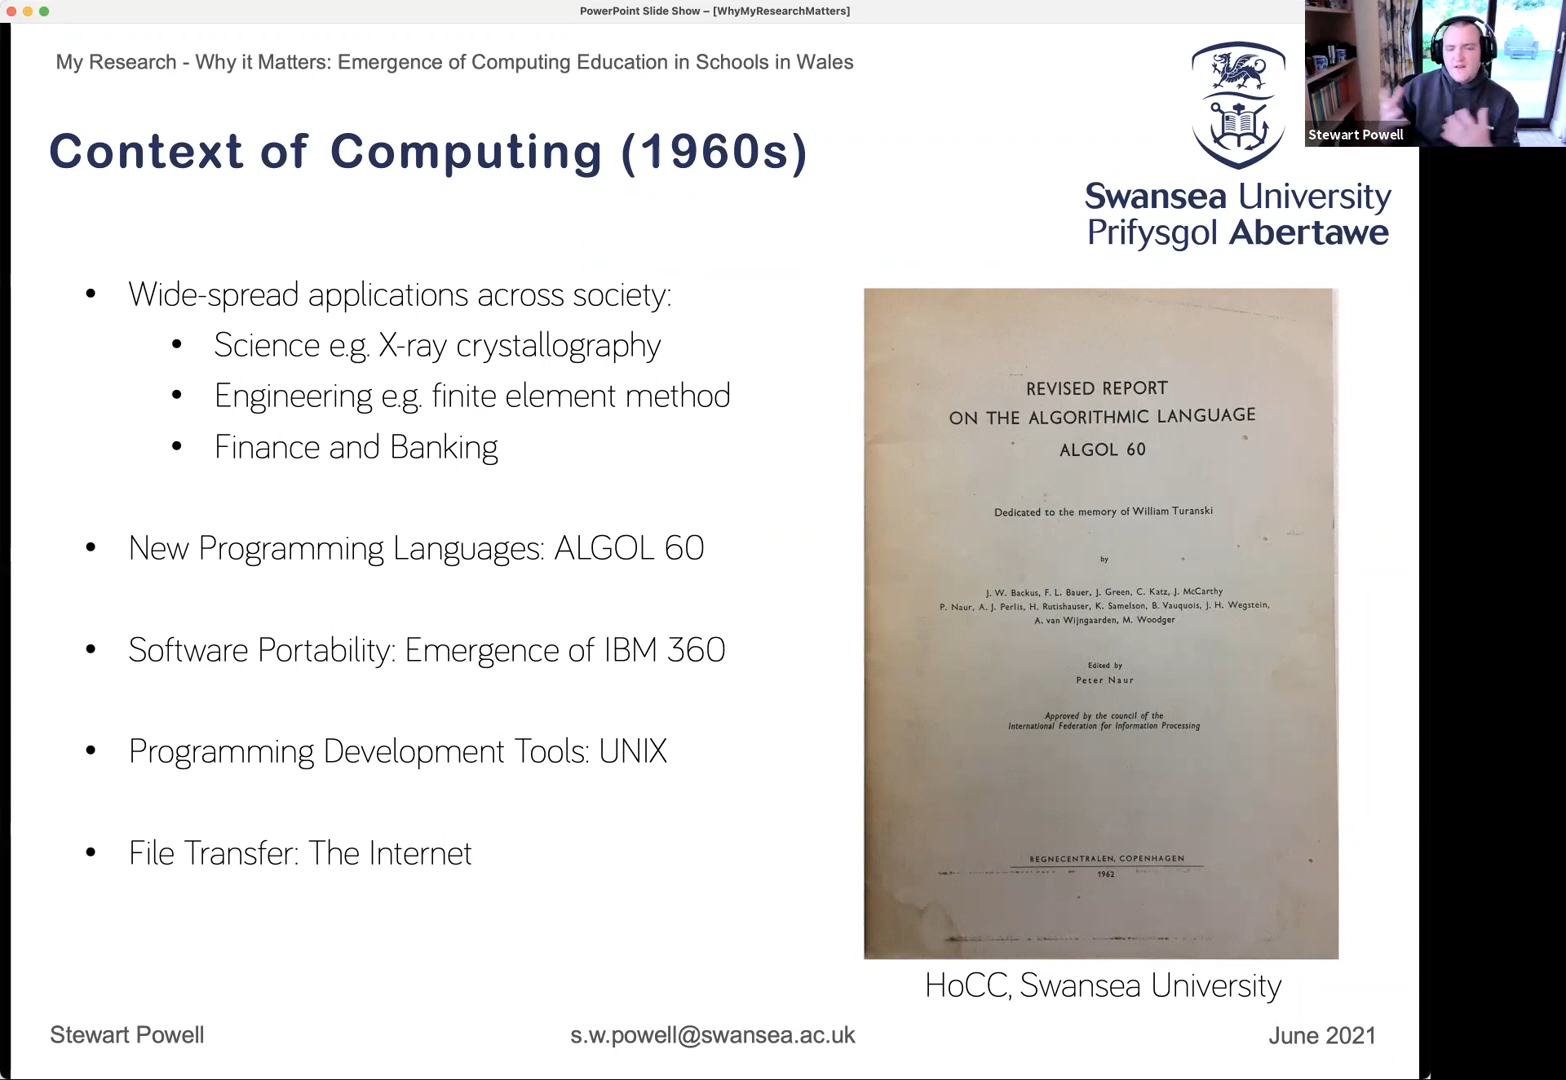 PowerPoint Slide Show – [WhyMyResearchMatters]
My Research - Why it Matters: Emergence of Computing Education in Schools in Wales
Stewart Powell
Context of Computing (1960s)
Swansea University
Prifysgol Abertawe
• Wide-spread applications across society:
• Science e.g. X-ray crystallography
• Engineering e.g. finite element method
• Finance and Banking
• New Programming Languages: ALGOL 60
• Software Portability: Emergence of IBM 360
• Programming Development Tools: UNIX
• File Transfer: The Internet
REVISED REPORT
ON THE ALGORITHMIC LANGUAGE
ALGOL 60
Dedicated to the memory of William Turanski
by
J. W. Backus, F. L. Bauer, J. Green, C. Katz, J. McCarthy
P. Naur, A. J. Perlis, H. Rutishauser, K. Samelson, B. Vauquois, J. H. Wegstein,
A. van Wijngaarden, M. Woodger
Edited by
Peter Naur
Approved by the council of the
International Federation for Information Processing
REGNECENTRALEN, COPENHAGEN
1962
HoCC, Swansea University
Stewart Powell
s.w.powell@swansea.ac.uk
June 2021